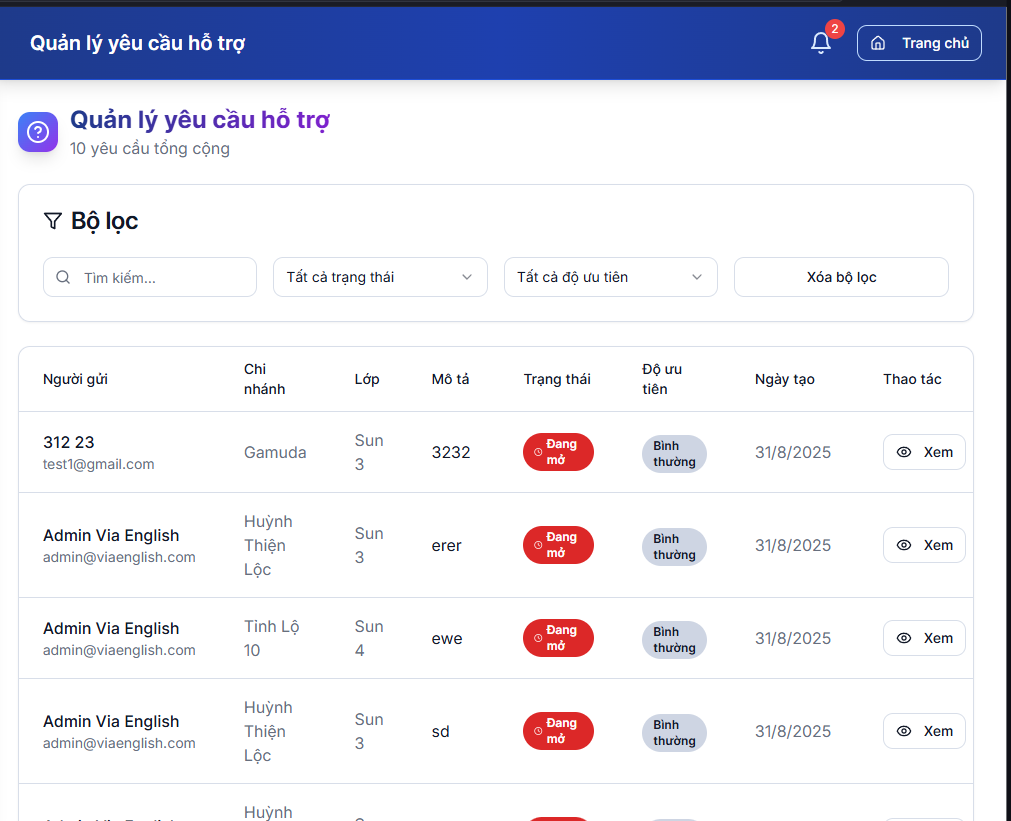 Quản lý yêu cầu hỗ trợ
2
Trang chủ
Quản lý yêu cầu hỗ trợ
10 yêu cầu tổng cộng
Bộ lọc
Tìm kiếm...
Tất cả trạng thái
Tất cả độ ưu tiên
Xóa bộ lọc
Người gửi
Chi
nhánh
Lớp
Mô tả
Trạng thái
Độ ưu
tiên
Ngày tạo
Thao tác
312 23
test1@gmail.com
Gamuda
Sun
3
3232
Đang
mở
Bình
thường
31/8/2025
Xem
Admin Via English
admin@viaenglish.com
Huỳnh
Thiện
Lộc
Sun
3
erer
Đang
mở
Bình
thường
31/8/2025
Xem
Admin Via English
admin@viaenglish.com
Tỉnh Lộ
10
Sun
4
ewe
Đang
mở
Bình
thường
31/8/2025
Xem
Admin Via English
admin@viaenglish.com
Huỳnh
Thiện
Lộc
Sun
3
sd
Đang
mở
Bình
thường
31/8/2025
Xem
Huỳnh